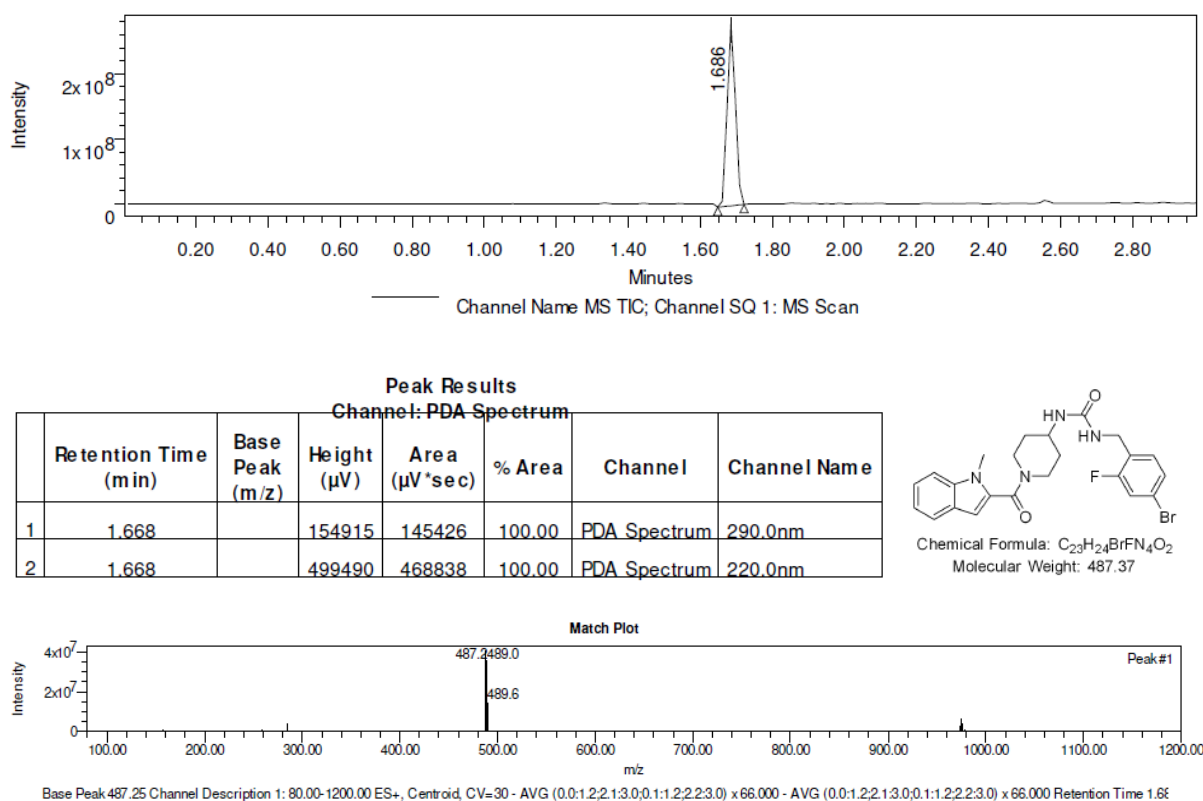 Intensity
2x10⁸
1x10⁸
0
1.686
0.20 0.40 0.60 0.80 1.00 1.20 1.40 1.60 1.80 2.00 2.20 2.40 2.60 2.80
Minutes
Channel Name MS TIC; Channel SQ 1: MS Scan
Peak Results
Channel: PDA Spectrum
Retention Time (min) Base Peak (m/z) Height (µV) Area (µV*sec) % Area Channel Channel Name
1 1.668 154915 145426 100.00 PDA Spectrum 290.0nm
2 1.668 499490 468838 100.00 PDA Spectrum 220.0nm
O
HN
NH
N
N
F
O
Br
Chemical Formula: C₂₃H₂₄BrFN₄O₂
Molecular Weight: 487.37
Match Plot
Intensity
4x10⁷
2x10⁷
0
487.2489.0
489.6
Peak#1
100.00 200.00 300.00 400.00 500.00 600.00 700.00 800.00 900.00 1000.00 1100.00 1200.00
m/z
Base Peak 487.25 Channel Description 1: 80.00-1200.00 ES+, Centroid, CV=30 - AVG (0.0:1.2;2.1:3.0;0.1:1.2;2.2:3.0) x 66.000 - AVG (0.0:1.2;2.1:3.0;0.1:1.2;2.2:3.0) x 66.000 Retention Time 1.68